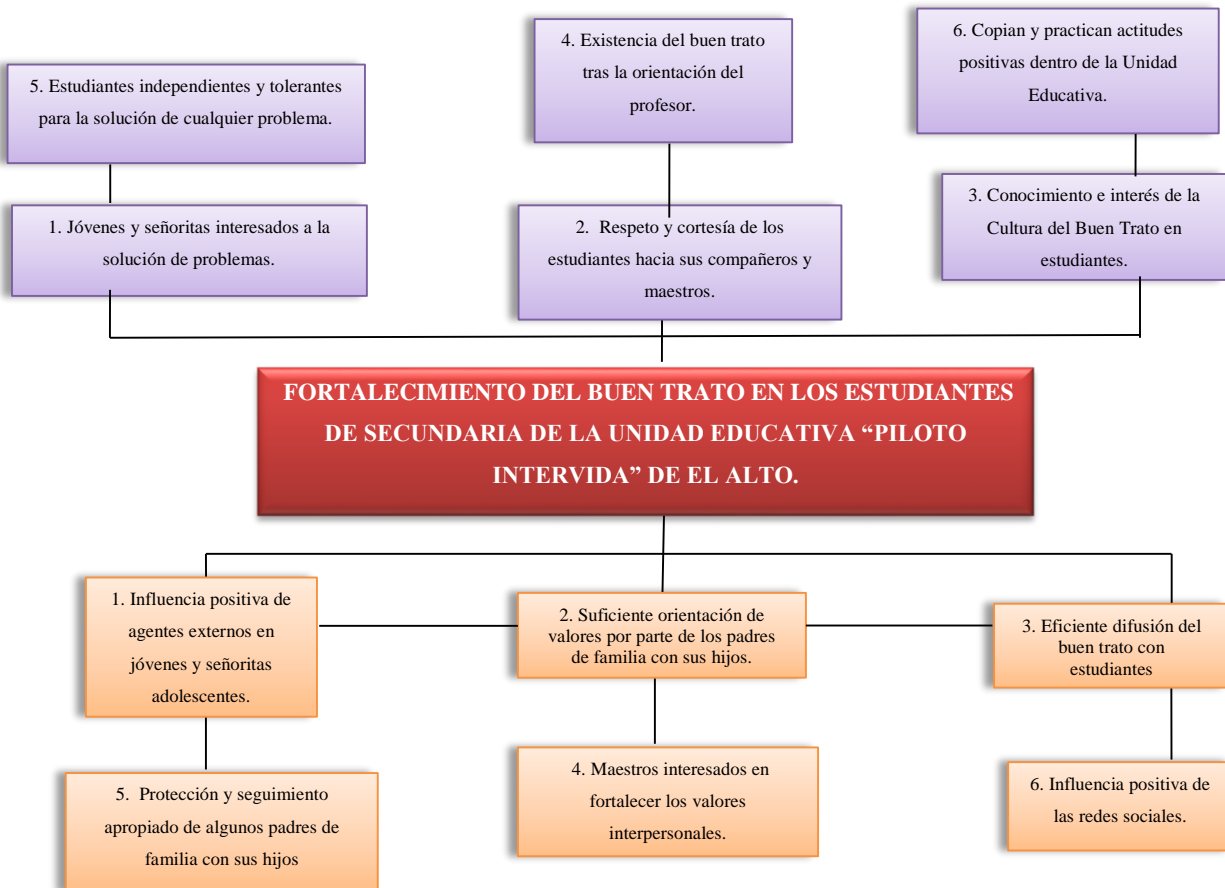 5. Estudiantes independientes y tolerantes
para la solución de cualquier problema.
4. Existencia del buen trato
tras la orientación del
profesor.
6. Copian y practican actitudes
positivas dentro de la Unidad
Educativa.
1. Jóvenes y señoritas interesados a la
solución de problemas.
2. Respeto y cortesía de los
estudiantes hacia sus compañeros y
maestros.
3. Conocimiento e interés de la
Cultura del Buen Trato en
estudiantes.
FORTALECIMIENTO DEL BUEN TRATO EN LOS ESTUDIANTES
DE SECUNDARIA DE LA UNIDAD EDUCATIVA “PILOTO
INTERVIDA” DE EL ALTO.
1. Influencia positiva de
agentes externos en
jóvenes y señoritas
adolescentes.
2. Suficiente orientación de
valores por parte de los padres
de familia con sus hijos.
3. Eficiente difusión del
buen trato con
estudiantes
5. Protección y seguimiento
apropiado de algunos padres de
familia con sus hijos
4. Maestros interesados en
fortalecer los valores
interpersonales.
6. Influencia positiva de
las redes sociales.